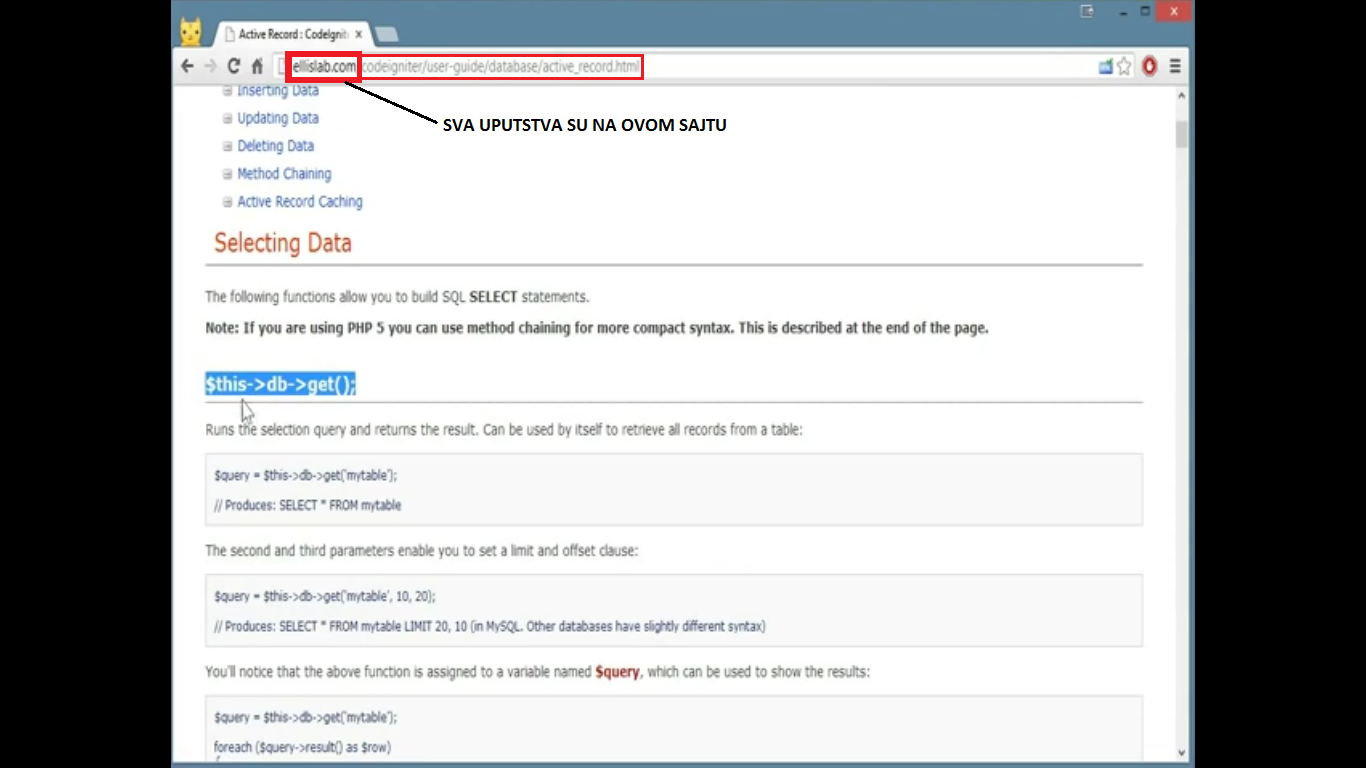 Active Record : CodeIgnit
ellislab.com/codeigniter/user-guide/database/active_record.html
SVA UPUTSTVA SU NA OVOM SAJTU
Inserting Data
Updating Data
Deleting Data
Method Chaining
Active Record Caching
Selecting Data
The following functions allow you to build SQL SELECT statements.
Note: If you are using PHP 5 you can use method chaining for more compact syntax. This is described at the end of the page.
$this->db->get();
Runs the selection query and returns the result. Can be used by itself to retrieve all records from a table:
$query = $this->db->get('mytable');
// Produces: SELECT * FROM mytable
The second and third parameters enable you to set a limit and offset clause:
$query = $this->db->get('mytable', 10, 20);
// Produces: SELECT * FROM mytable LIMIT 20, 10 (in MySQL. Other databases have slightly different syntax)
You'll notice that the above function is assigned to a variable named $query, which can be used to show the results:
$query = $this->db->get('mytable');
foreach ($query->result() as $row)